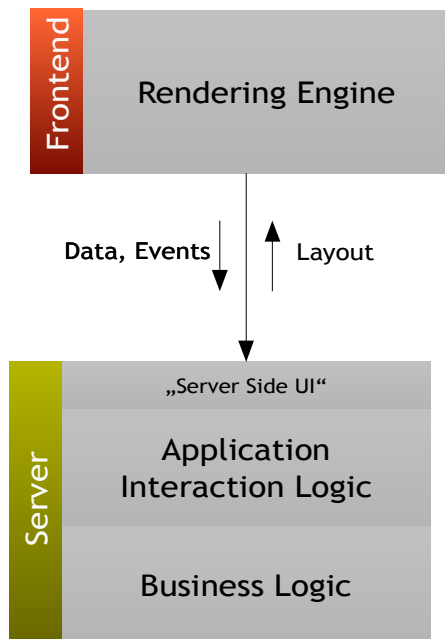 Frontend
Rendering Engine
Data, Events
Layout
Server
„Server Side UI“
Application
Interaction Logic
Business Logic